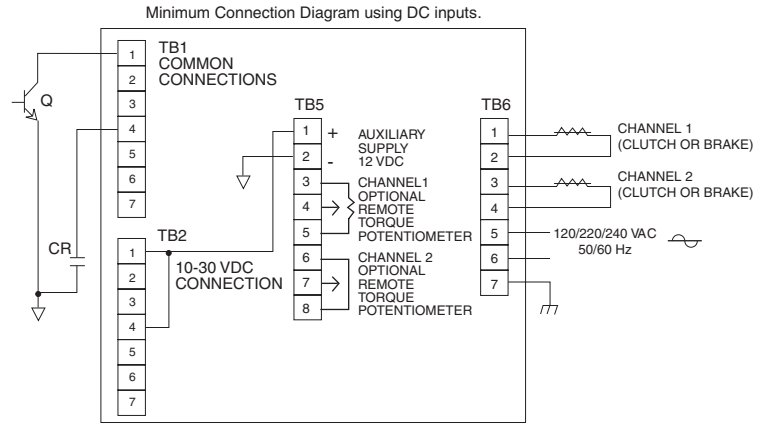 Minimum Connection Diagram using DC inputs.
TB1
COMMON
CONNECTIONS
1
2
3
4
5
6
7
Q
CR
TB2
10-30 VDC
CONNECTION
1
2
3
4
5
6
7
TB5
1
2
3
4
5
6
7
8
+
-
AUXILIARY
SUPPLY
12 VDC
CHANNEL1
OPTIONAL
REMOTE
TORQUE
POTENTIOMETER
CHANNEL 2
OPTIONAL
REMOTE
TORQUE
POTENTIOMETER
TB6
1
2
3
4
5
6
7
CHANNEL 1
(CLUTCH OR BRAKE)
CHANNEL 2
(CLUTCH OR BRAKE)
120/220/240 VAC
50/60 Hz